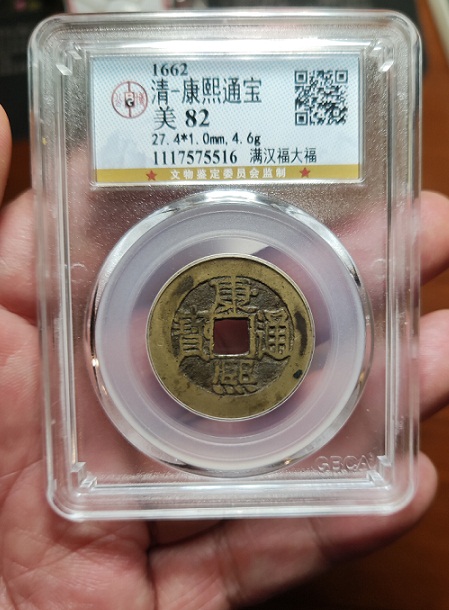 1662
清-康熙通宝
美 82
27.4*1.0mm, 4.6g
1117575516 满汉福大福
★ 文物鉴定委员会监制 ★
康熙通寶
GBCA